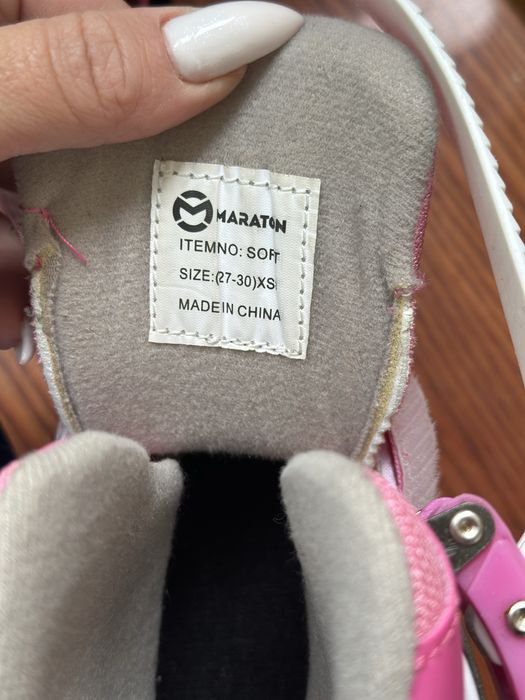 MARATON
ITEMNO: SOFT
SIZE:(27-30)XS
MADE IN CHINA